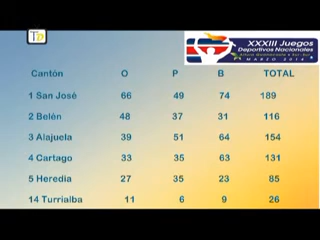 TD
XXXIII Juegos
Deportivos Nacionales
MARZO 2014
Cantón O P B TOTAL
1 San José 66 49 74 189
2 Belén 48 37 31 116
3 Alajuela 39 51 64 154
4 Cartago 33 35 63 131
5 Heredia 27 35 23 85
14 Turrialba 11 6 9 26